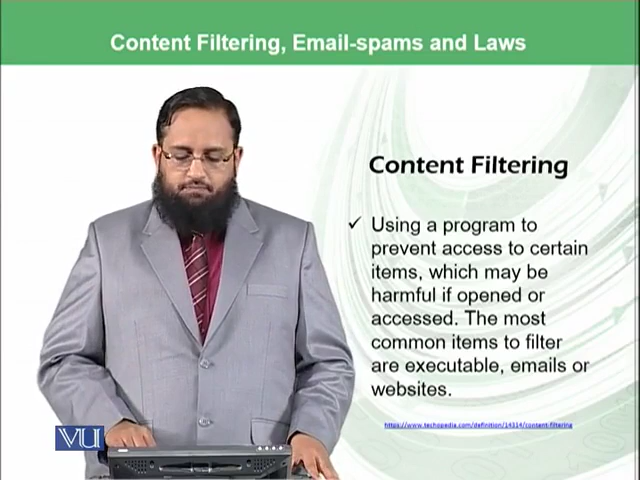 Content Filtering, Email-spams and Laws
Content Filtering
✓ Using a program to
prevent access to certain
items, which may be
harmful if opened or
accessed. The most
common items to filter
are executable, emails or
websites.
https://www.techopedia.com/definition/14314/content-filtering
VU